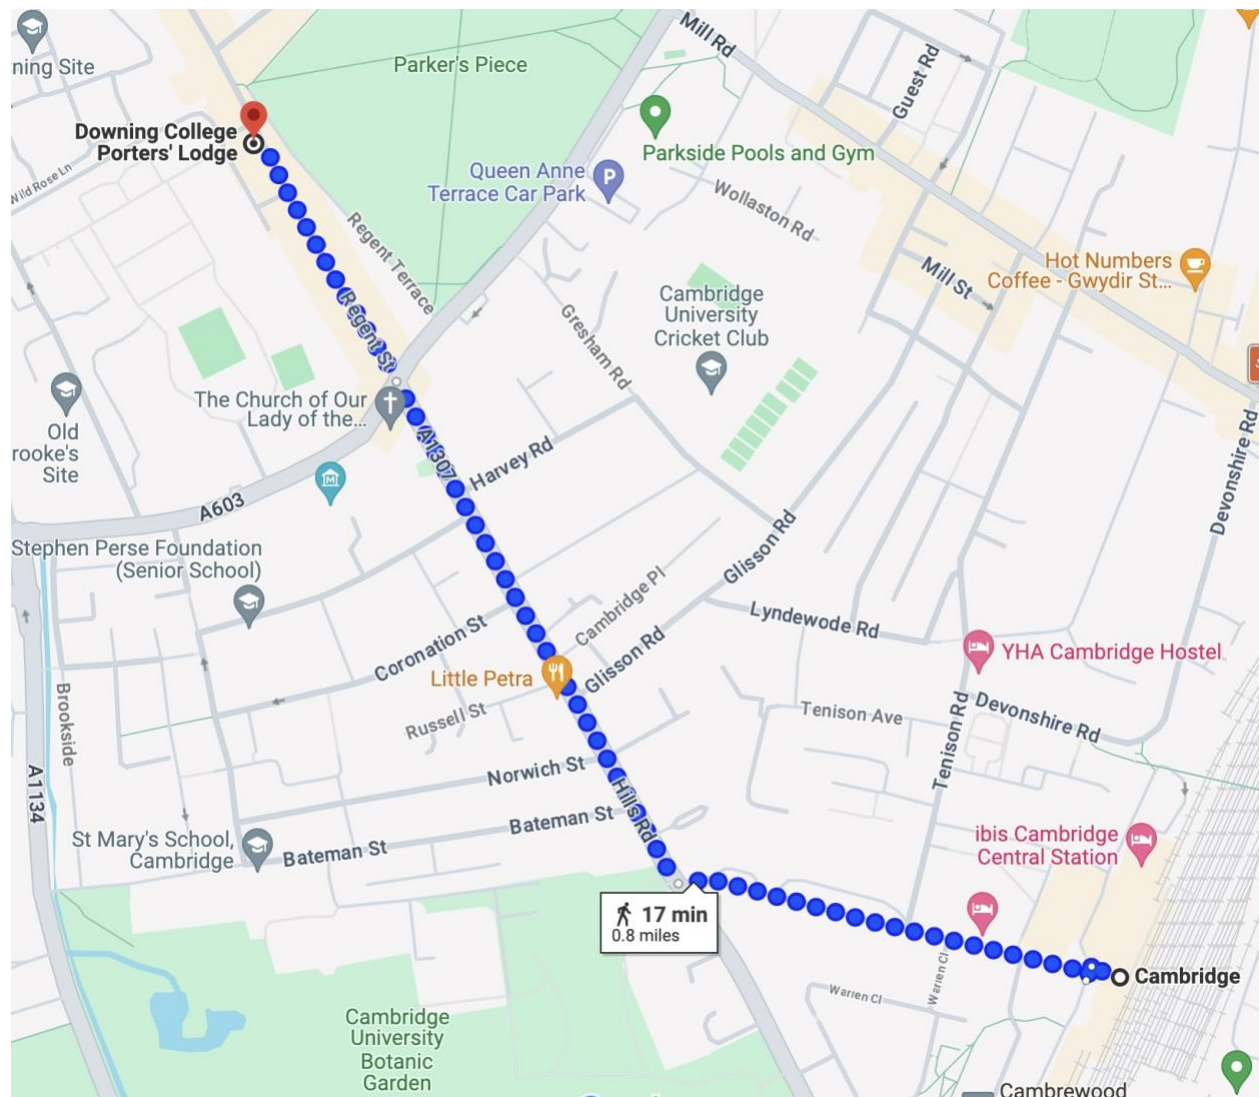 Mill Rd
ning Site
Parker's Piece
Guest Rd
Downing College
Porters' Lodge
Parkside Pools and Gym
Queen Anne
Terrace Car Park
P
Wild Rose Ln
Wollaston Rd
Regent Terrace
Hot Numbers
Coffee - Gwydir St...
Mill St
Cambridge
University
Cricket Club
Regent St
Gresham Rd
The Church of Our
Lady of the...
Old
rooke's
Site
A1307
Harvey Rd
Devonshire Rd
M
A603
Stephen Perse Foundation
(Senior School)
Glisson Rd
Cambridge Pl
Lyndewode Rd
Coronation St
YHA Cambridge Hostel
Little Petra
Glisson Rd
Brookside
Russell St
Tenison Ave
Devonshire Rd
Tenison Rd
Norwich St
A1134
Hills Rd
Bateman St
St Mary's School,
Cambridge
Bateman St
ibis Cambridge
Central Station
17 min
0.8 miles
Warren Cl
Warren Cl
Cambridge
Cambridge
University
Botanic
Garden
Cambrewood